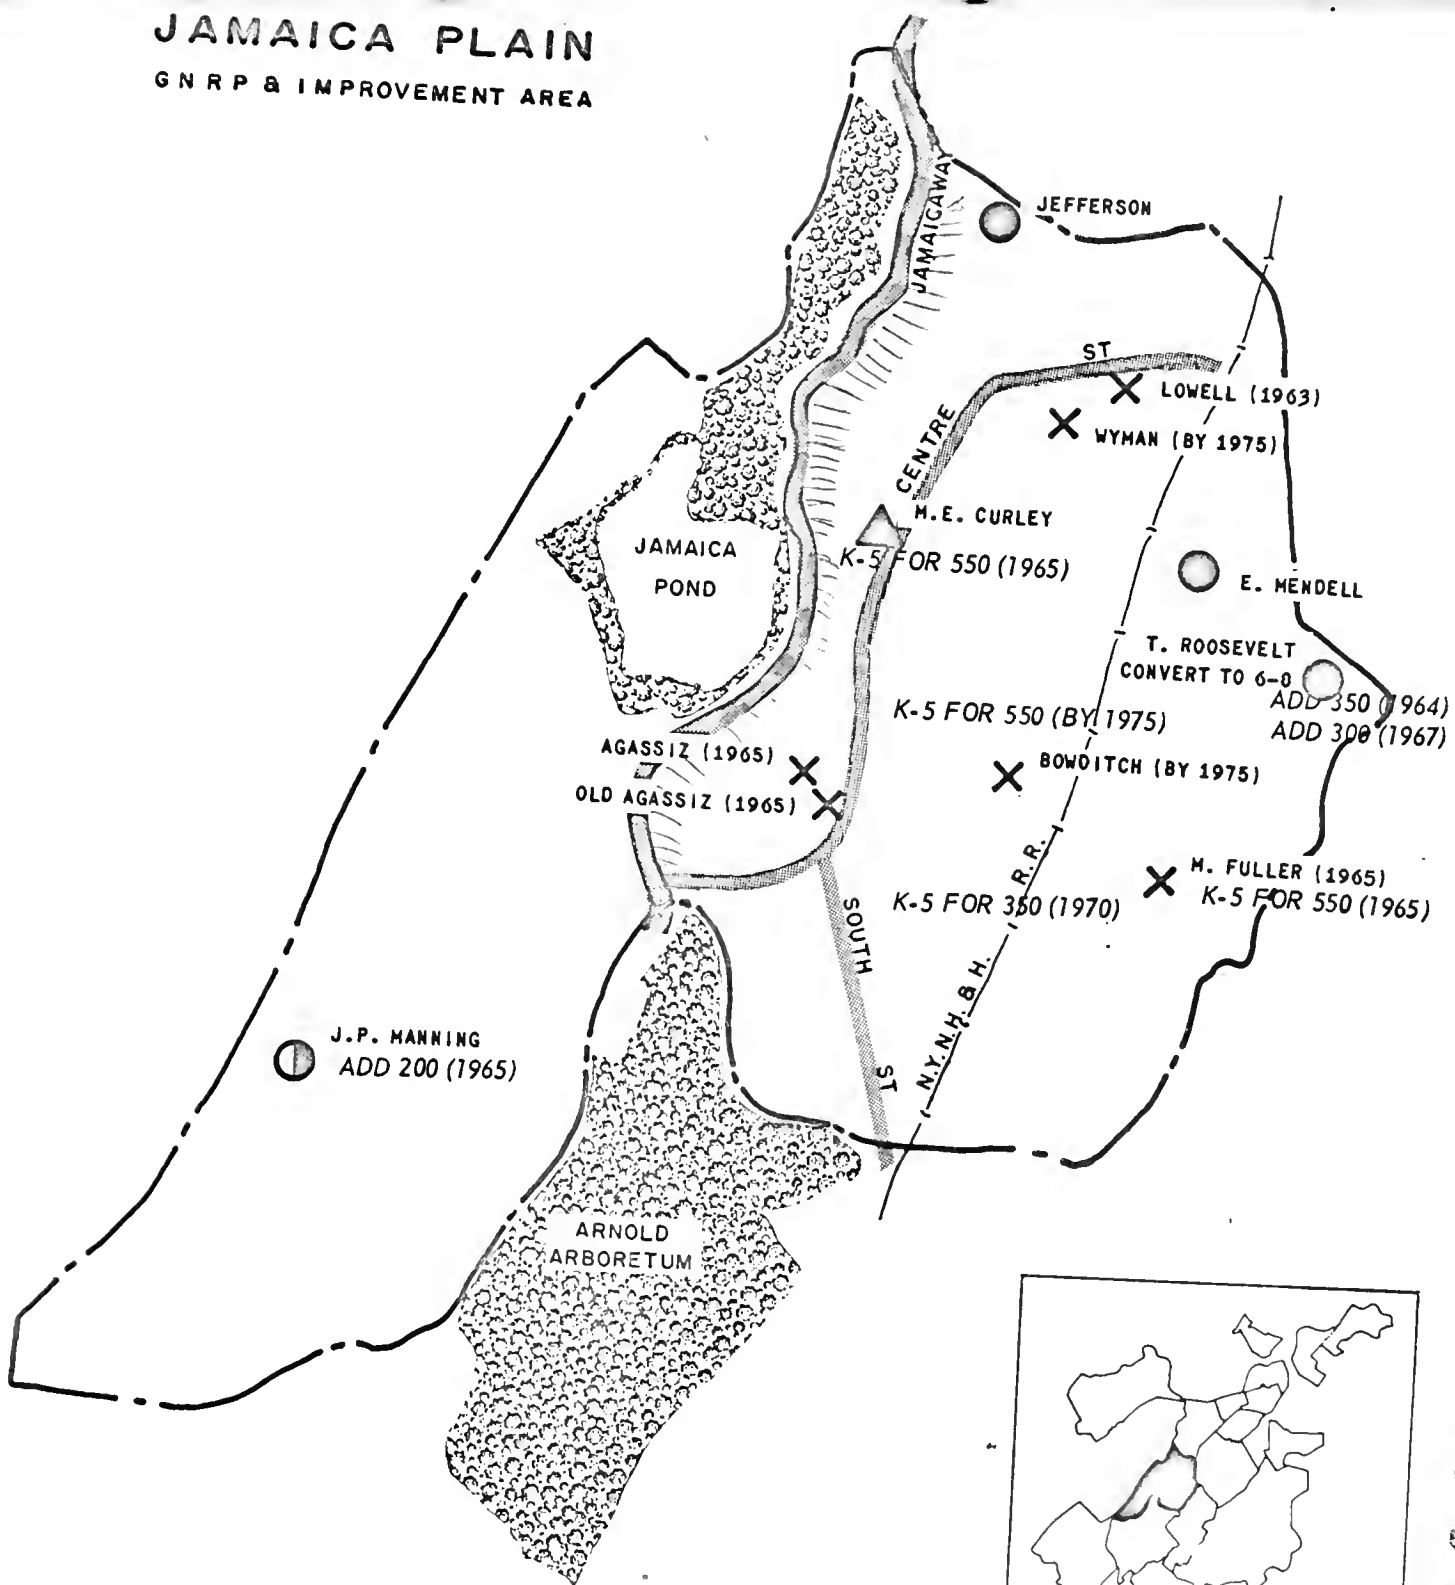 JAMAICA PLAIN
GNRP & IMPROVEMENT AREA
JAMAICAWAY
JEFFERSON
CENTRE ST
LOWELL (1963)
WYMAN (BY 1975)
M.E. CURLEY
K-5 FOR 550 (1965)
JAMAICA
POND
E. MENDELL
T. ROOSEVELT
CONVERT TO 6-8
ADD 350 (1964)
ADD 300 (1967)
K-5 FOR 550 (BY 1975)
AGASSIZ (1965)
OLD AGASSIZ (1965)
BOWDITCH (BY 1975)
M. FULLER (1965)
K-5 FOR 550 (1965)
K-5 FOR 350 (1970)
SOUTH ST
N.Y.N.H. & H. R.R.
J.P. MANNING
ADD 200 (1965)
ARNOLD
ARBORETUM